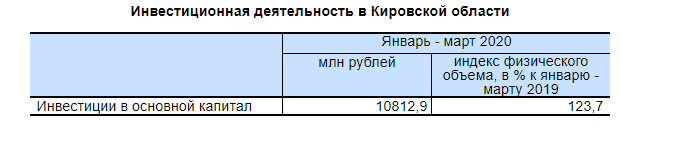 Инвестиционная деятельность в Кировской области
Январь - март 2020
млн рублей
индекс физического
объема, в % к январю -
марту 2019
Инвестиции в основной капитал 10812,9 123,7